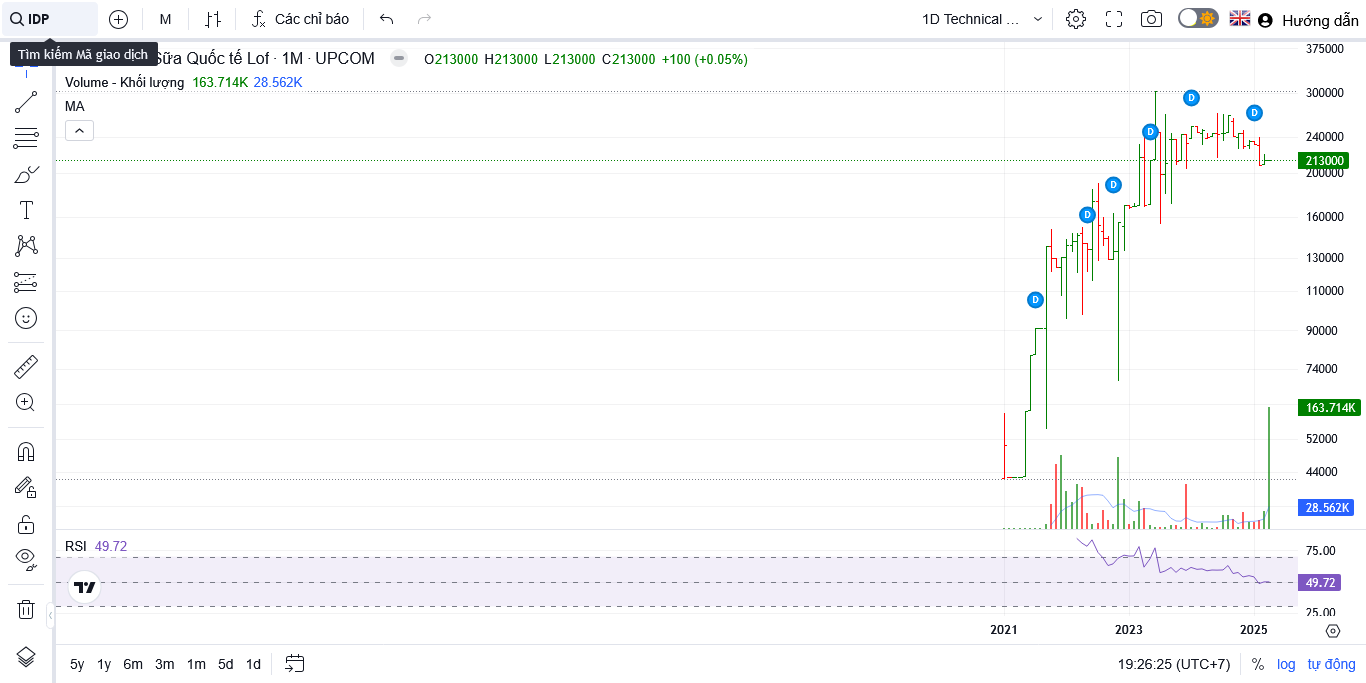 IDP
M
Các chỉ báo
1D Technical ...
Hướng dẫn
Tìm kiếm Mã giao dịch
Sữa Quốc tế Lof · 1M · UPCOM
O213000 H213000 L213000 C213000 +100 (+0.05%)
Volume - Khối lượng 163.714K 28.562K
MA
D
D
D
D
D
D
375000
300000
240000
213000
200000
160000
130000
110000
90000
74000
163.714K
52000
44000
28.562K
RSI 49.72
75.00
49.72
25.00
2021
2023
2025
5y 1y 6m 3m 1m 5d 1d
19:26:25 (UTC+7)
%
log
tự động